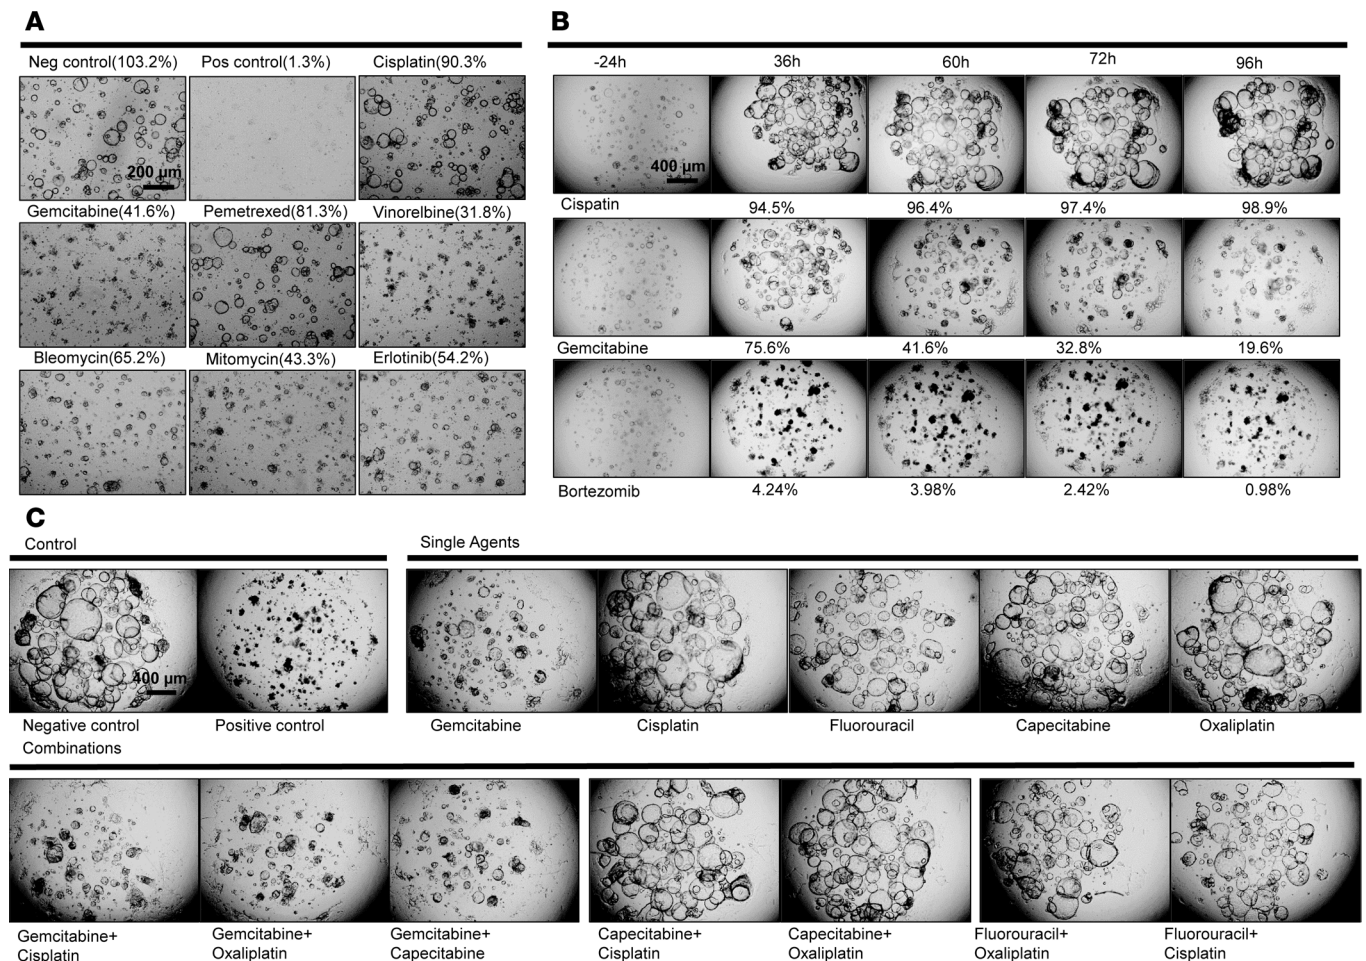 A
Neg control(103.2%) Pos control(1.3%) Cisplatin(90.3%
200 μm
Gemcitabine(41.6%) Pemetrexed(81.3%) Vinorelbine(31.8%)
Bleomycin(65.2%) Mitomycin(43.3%) Erlotinib(54.2%)
B
-24h 36h 60h 72h 96h
400 μm
Cispatin 94.5% 96.4% 97.4% 98.9%
Gemcitabine 75.6% 41.6% 32.8% 19.6%
Bortezomib 4.24% 3.98% 2.42% 0.98%
C
Control Single Agents
400 μm
Negative control Positive control Gemcitabine Cisplatin Fluorouracil Capecitabine Oxaliplatin
Combinations
Gemcitabine+ Gemcitabine+ Gemcitabine+ Capecitabine+ Capecitabine+ Fluorouracil+ Fluorouracil+
Cisplatin Oxaliplatin Capecitabine Cisplatin Oxaliplatin Oxaliplatin Cisplatin